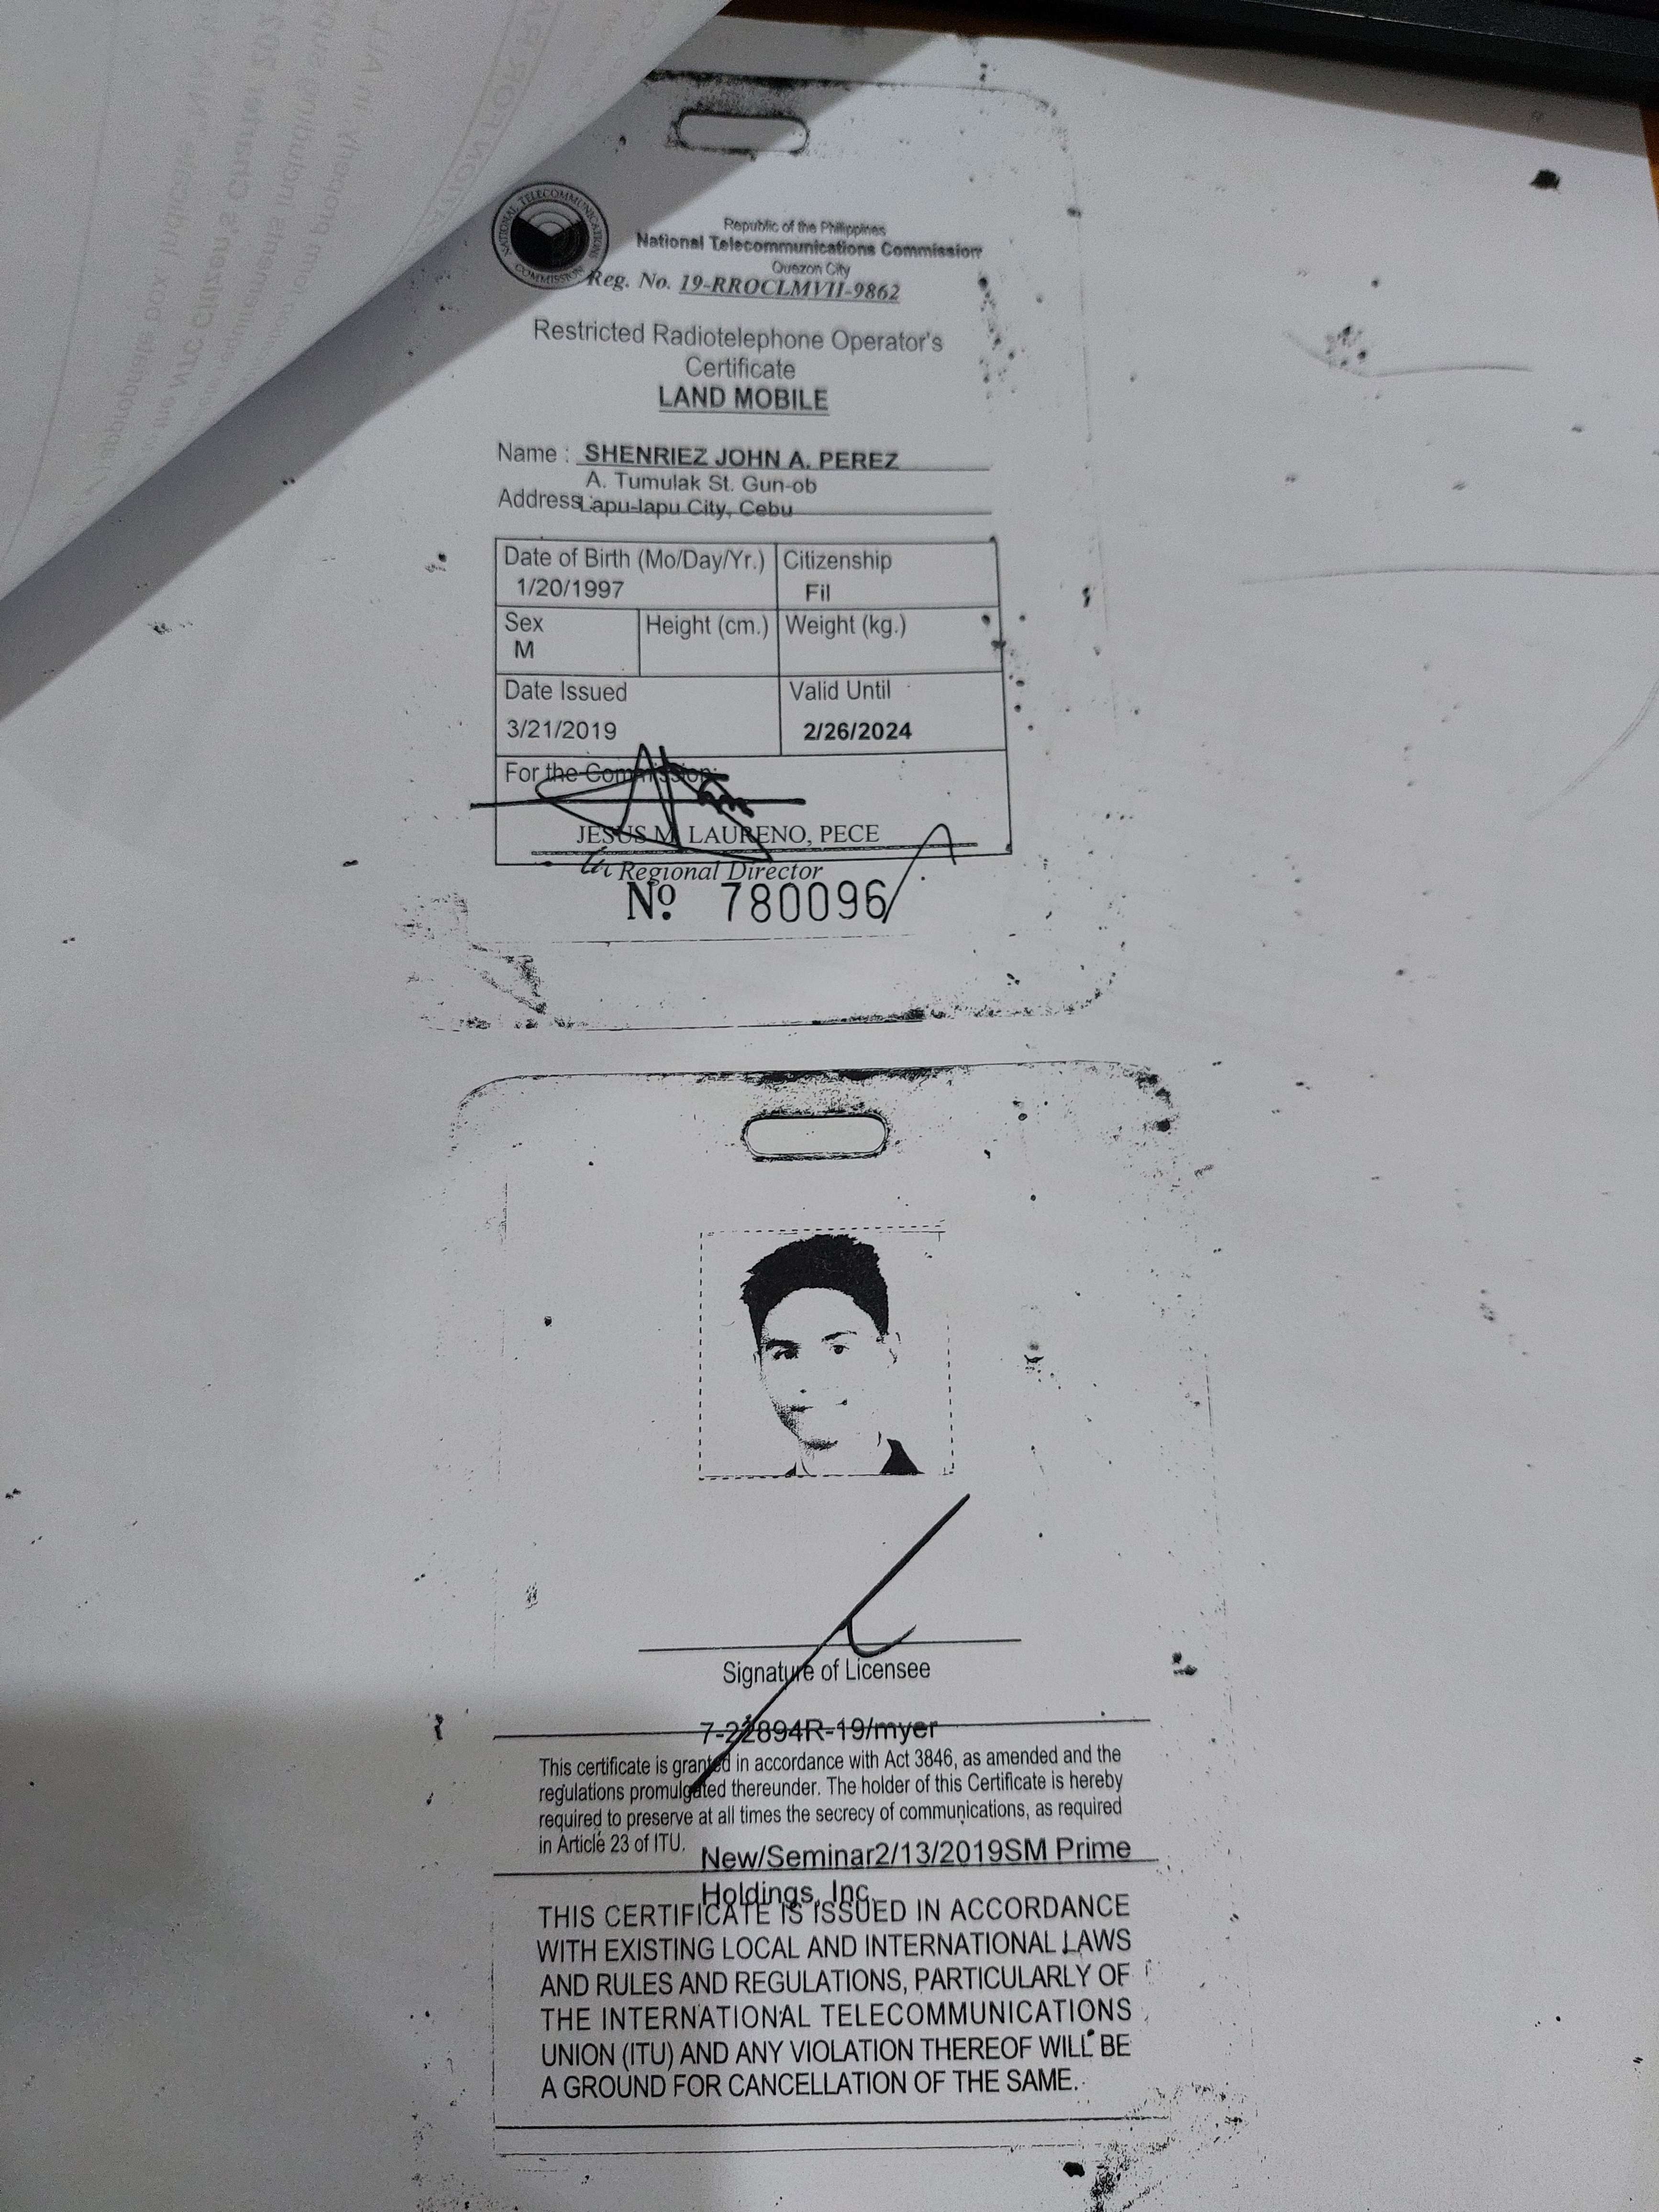 NATIONAL TELECOMMUNICATIONS COMMISSION
Republic of the Philippines
National Telecommunications Commission
Quezon City
Reg. No. 19-RROCLMVII-9862
Restricted Radiotelephone Operator's
Certificate
LAND MOBILE
Name : SHENRIEZ JOHN A. PEREZ
A. Tumulak St. Gun-ob
Address: Lapu-lapu City, Cebu
Date of Birth (Mo/Day/Yr.) Citizenship
1/20/1997 Fil
Sex Height (cm.) Weight (kg.)
M
Date Issued Valid Until
3/21/2019 2/26/2024
For the Commission:
JESUS M. LAURENO, PECE
Regional Director
Nº 780096
Signature of Licensee
7-22894R-19/myer
This certificate is granted in accordance with Act 3846, as amended and the
regulations promulgated thereunder. The holder of this Certificate is hereby
required to preserve at all times the secrecy of communications, as required
in Article 23 of ITU.
New/Seminar2/13/2019SM Prime
Holdings, Inc.
THIS CERTIFICATE IS ISSUED IN ACCORDANCE
WITH EXISTING LOCAL AND INTERNATIONAL LAWS
AND RULES AND REGULATIONS, PARTICULARLY OF
THE INTERNATIONAL TELECOMMUNICATIONS
UNION (ITU) AND ANY VIOLATION THEREOF WILL BE
A GROUND FOR CANCELLATION OF THE SAME.